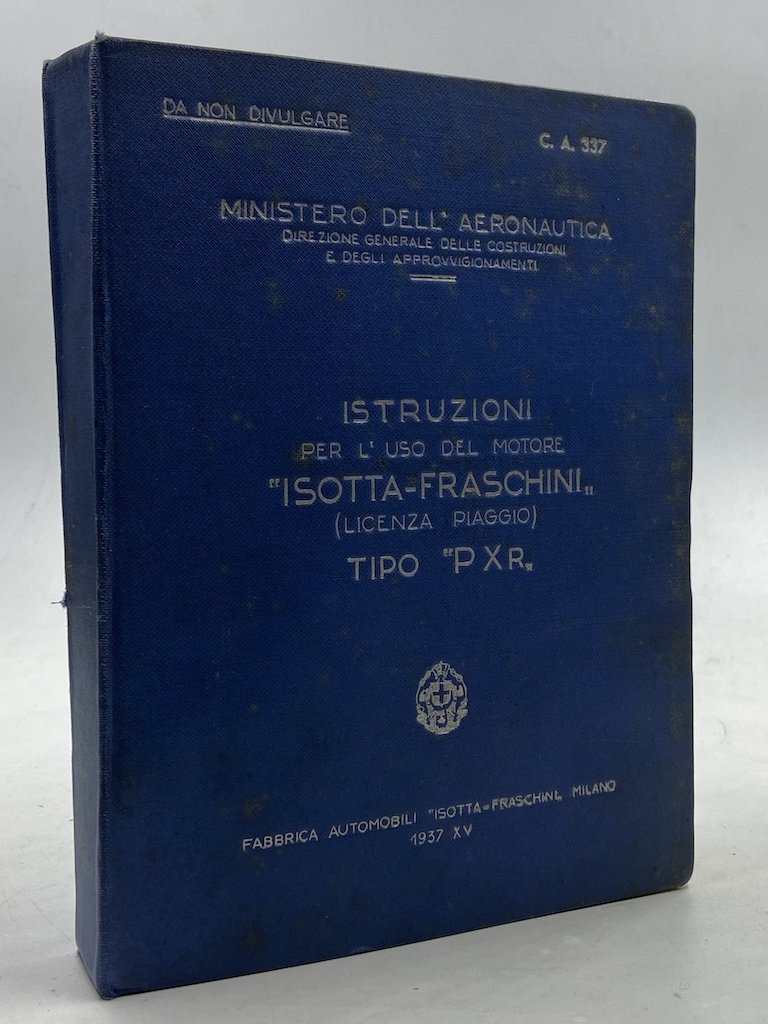 DA NON DIVULGARE
C. A. 337
MINISTERO DELL' AERONAUTICA
DIREZIONE GENERALE DELLE COSTRUZIONI
E DEGLI APPROVVIGIONAMENTI
ISTRUZIONI
PER L' USO DEL MOTORE
"ISOTTA-FRASCHINI„
(LICENZA PIAGGIO)
TIPO "P X R„
FABBRICA AUTOMOBILI "ISOTTA-FRASCHINI„ MILANO
1937 XV